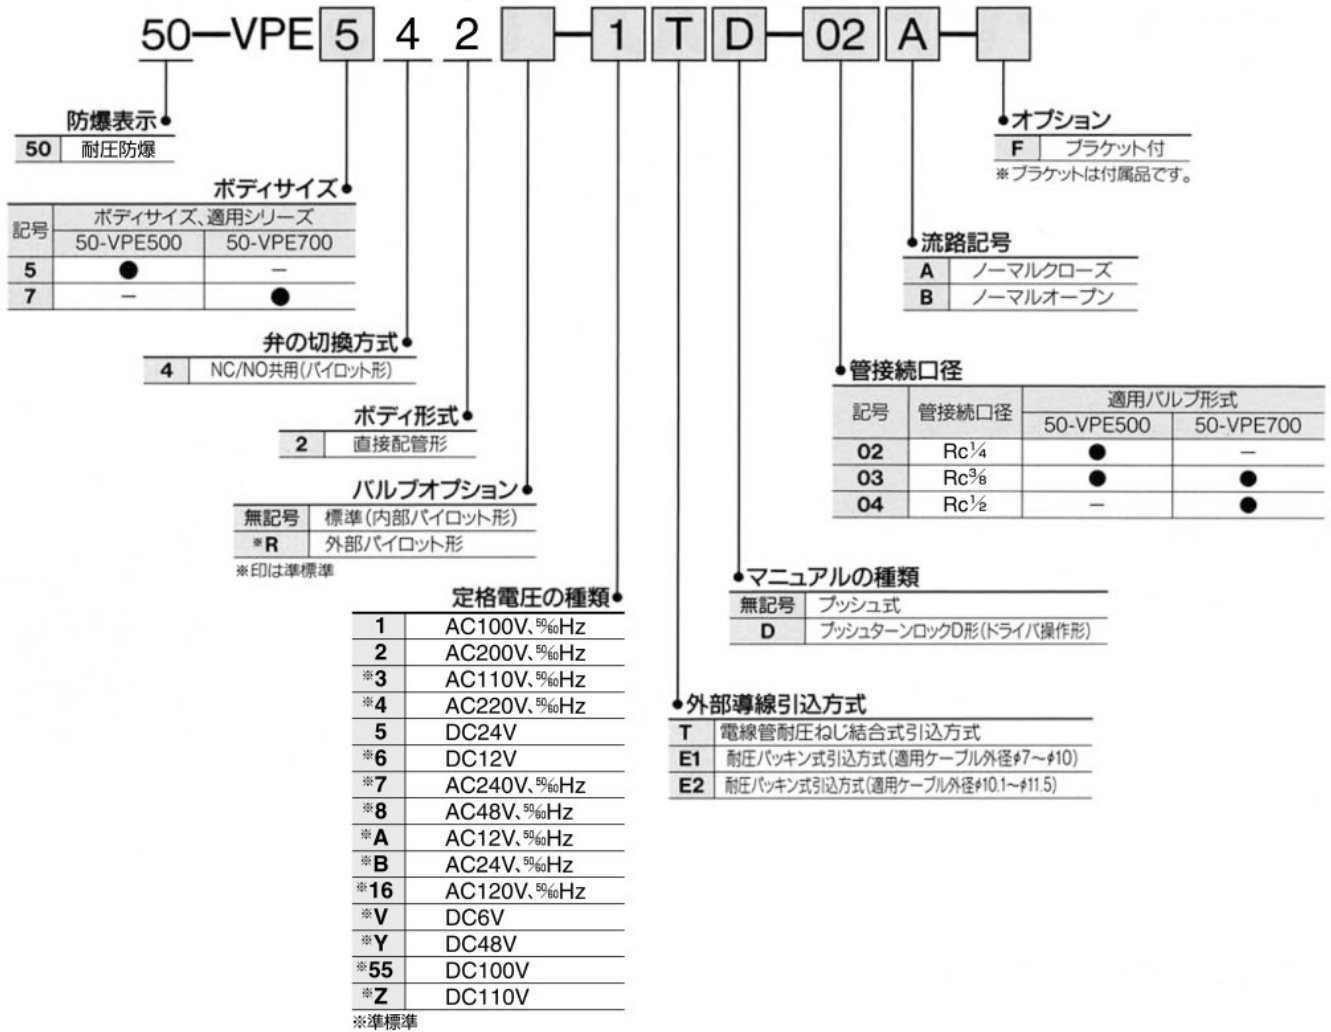 50-VPE 5 4 2 □-1 T D-02 A-□
防爆表示
50 耐圧防爆
ボディサイズ
記号 ボディサイズ、適用シリーズ
50-VPE500 50-VPE700
5 ● −
7 − ●
弁の切換方式
4 NC/NO共用(パイロット形)
ボディ形式
2 直接配管形
バルブオプション
無記号 標準(内部パイロット形)
※R 外部パイロット形
※印は準標準
定格電圧の種類
1 AC100V、50/60Hz
2 AC200V、50/60Hz
※3 AC110V、50/60Hz
※4 AC220V、50/60Hz
5 DC24V
※6 DC12V
※7 AC240V、50/60Hz
※8 AC48V、50/60Hz
※A AC12V、50/60Hz
※B AC24V、50/60Hz
※16 AC120V、50/60Hz
※V DC6V
※Y DC48V
※55 DC100V
※Z DC110V
※準標準
外部導線引込方式
T 電線管耐圧ねじ結合式引込方式
E1 耐圧パッキン式引込方式(適用ケーブル外径φ7〜φ10)
E2 耐圧パッキン式引込方式(適用ケーブル外径φ10.1〜φ11.5)
マニュアルの種類
無記号 プッシュ式
D プッシュターンロックD形(ドライバ操作形)
管接続口径
記号 管接続口径 適用バルブ形式
50-VPE500 50-VPE700
02 Rc1/4 ● −
03 Rc3/8 ● ●
04 Rc1/2 − ●
流路記号
A ノーマルクローズ
B ノーマルオープン
オプション
F ブラケット付
※ブラケットは付属品です。